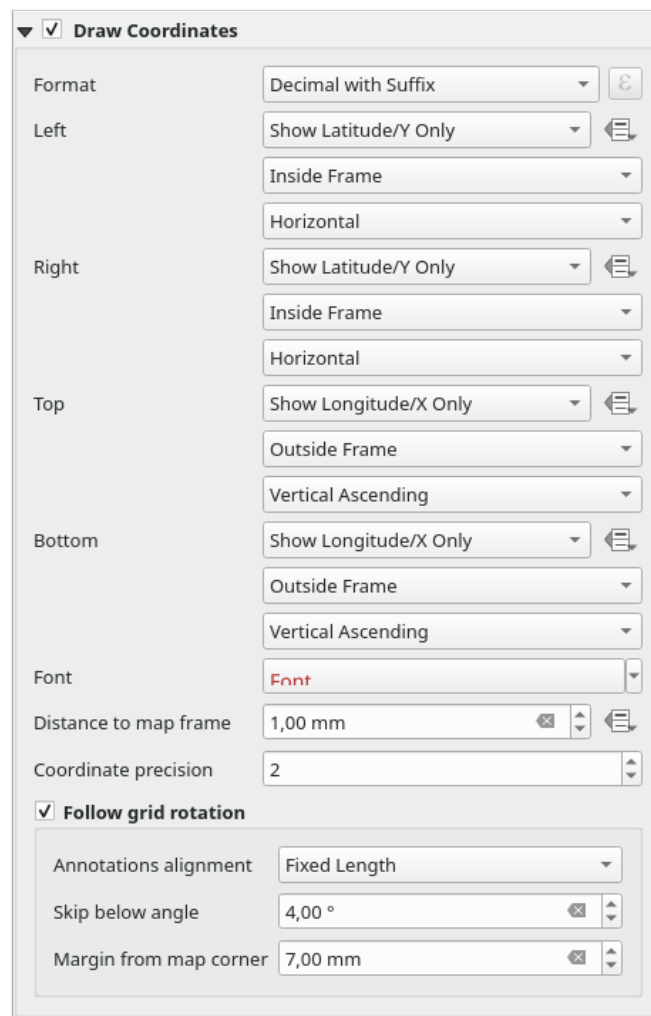 Draw Coordinates
Format Decimal with Suffix ε
Left Show Latitude/Y Only
Inside Frame
Horizontal
Right Show Latitude/Y Only
Inside Frame
Horizontal
Top Show Longitude/X Only
Outside Frame
Vertical Ascending
Bottom Show Longitude/X Only
Outside Frame
Vertical Ascending
Font Font
Distance to map frame 1,00 mm
Coordinate precision 2
Follow grid rotation
Annotations alignment Fixed Length
Skip below angle 4,00 °
Margin from map corner 7,00 mm